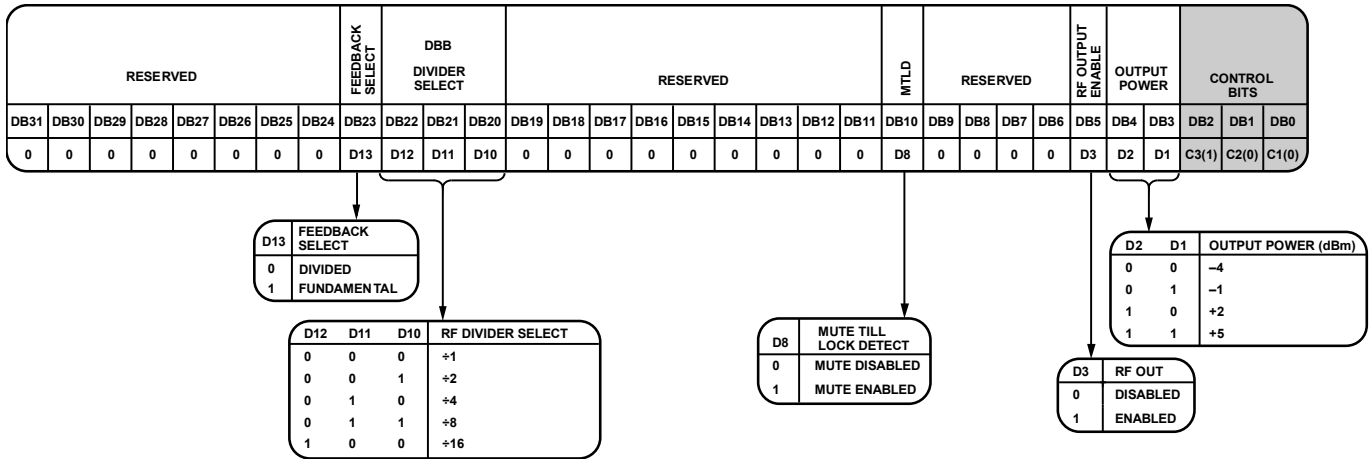 RESERVED
FEEDBACK
SELECT
DBB
DIVIDER
SELECT
RESERVED
MTLD
RESERVED
RF OUTPUT
ENABLE
OUTPUT
POWER
CONTROL
BITS
DB31 DB30 DB29 DB28 DB27 DB26 DB25 DB24 DB23 DB22 DB21 DB20 DB19 DB18 DB17 DB16 DB15 DB14 DB13 DB12 DB11 DB10 DB9 DB8 DB7 DB6 DB5 DB4 DB3 DB2 DB1 DB0
0 0 0 0 0 0 0 0 D13 D12 D11 D10 0 0 0 0 0 0 0 0 0 D8 0 0 0 0 D3 D2 D1 C3(1) C2(0) C1(0)
D13 FEEDBACK
SELECT
0 DIVIDED
1 FUNDAMENTAL
D12 D11 D10 RF DIVIDER SELECT
0 0 0 ÷1
0 0 1 ÷2
0 1 0 ÷4
0 1 1 ÷8
1 0 0 ÷16
D8 MUTE TILL
LOCK DETECT
0 MUTE DISABLED
1 MUTE ENABLED
D3 RF OUT
0 DISABLED
1 ENABLED
D2 D1 OUTPUT POWER (dBm)
0 0 –4
0 1 –1
1 0 +2
1 1 +5